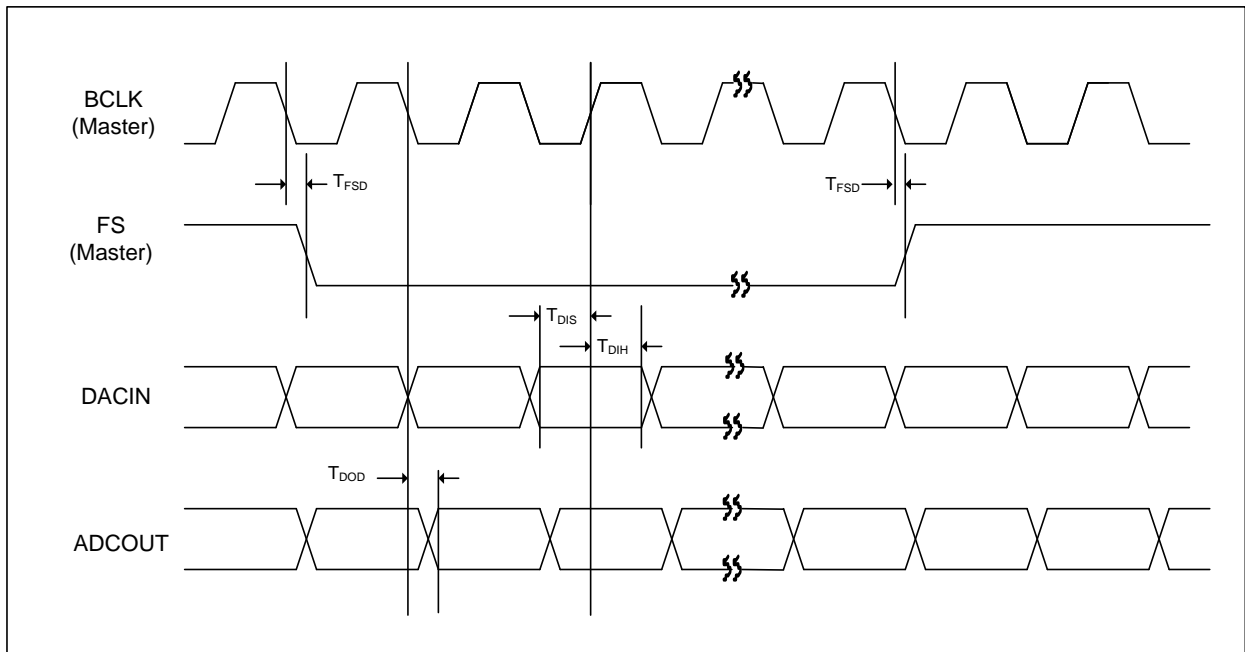 BCLK
(Master)
TFSD
TFSD
FS
(Master)
TDIS
TDIH
DACIN
TDOD
ADCOUT